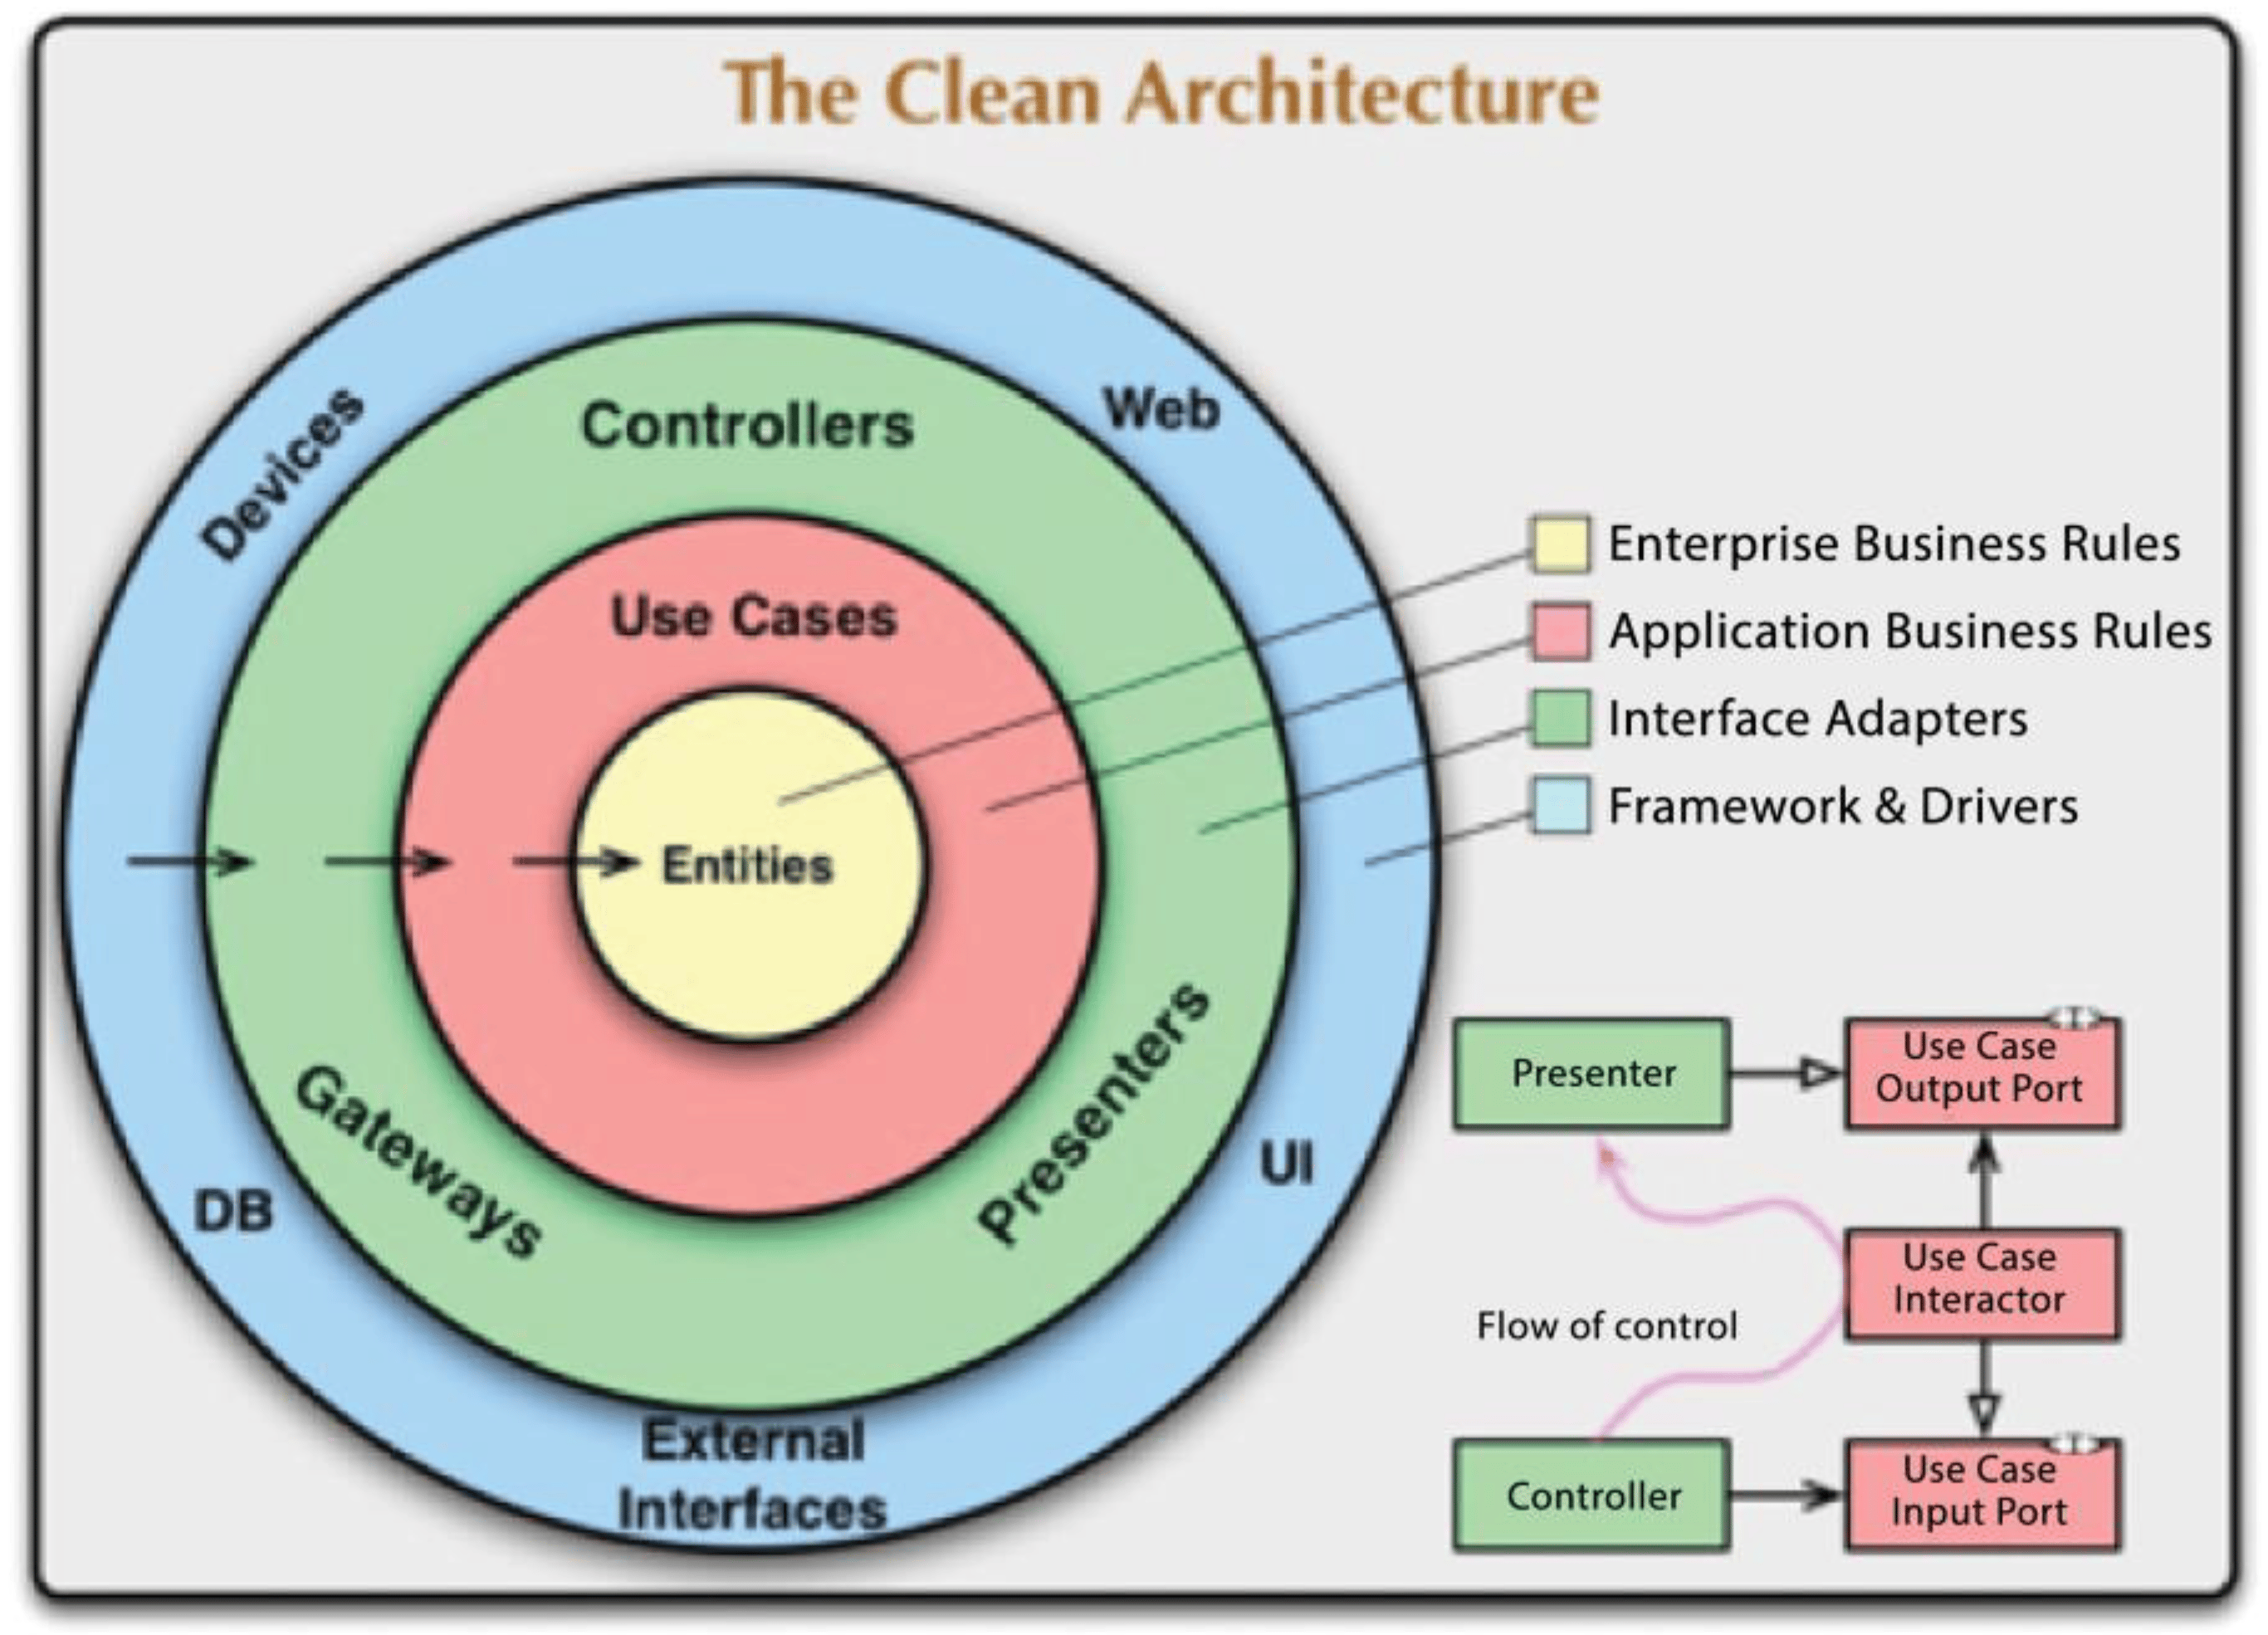 The Clean Architecture
Devices
Controllers
Web
Use Cases
Entities
Gateways
Presenters
DB
UI
External
Interfaces
Enterprise Business Rules
Application Business Rules
Interface Adapters
Framework & Drivers
Presenter
Use Case
Output Port
Use Case
Interactor
Flow of control
Controller
Use Case
Input Port